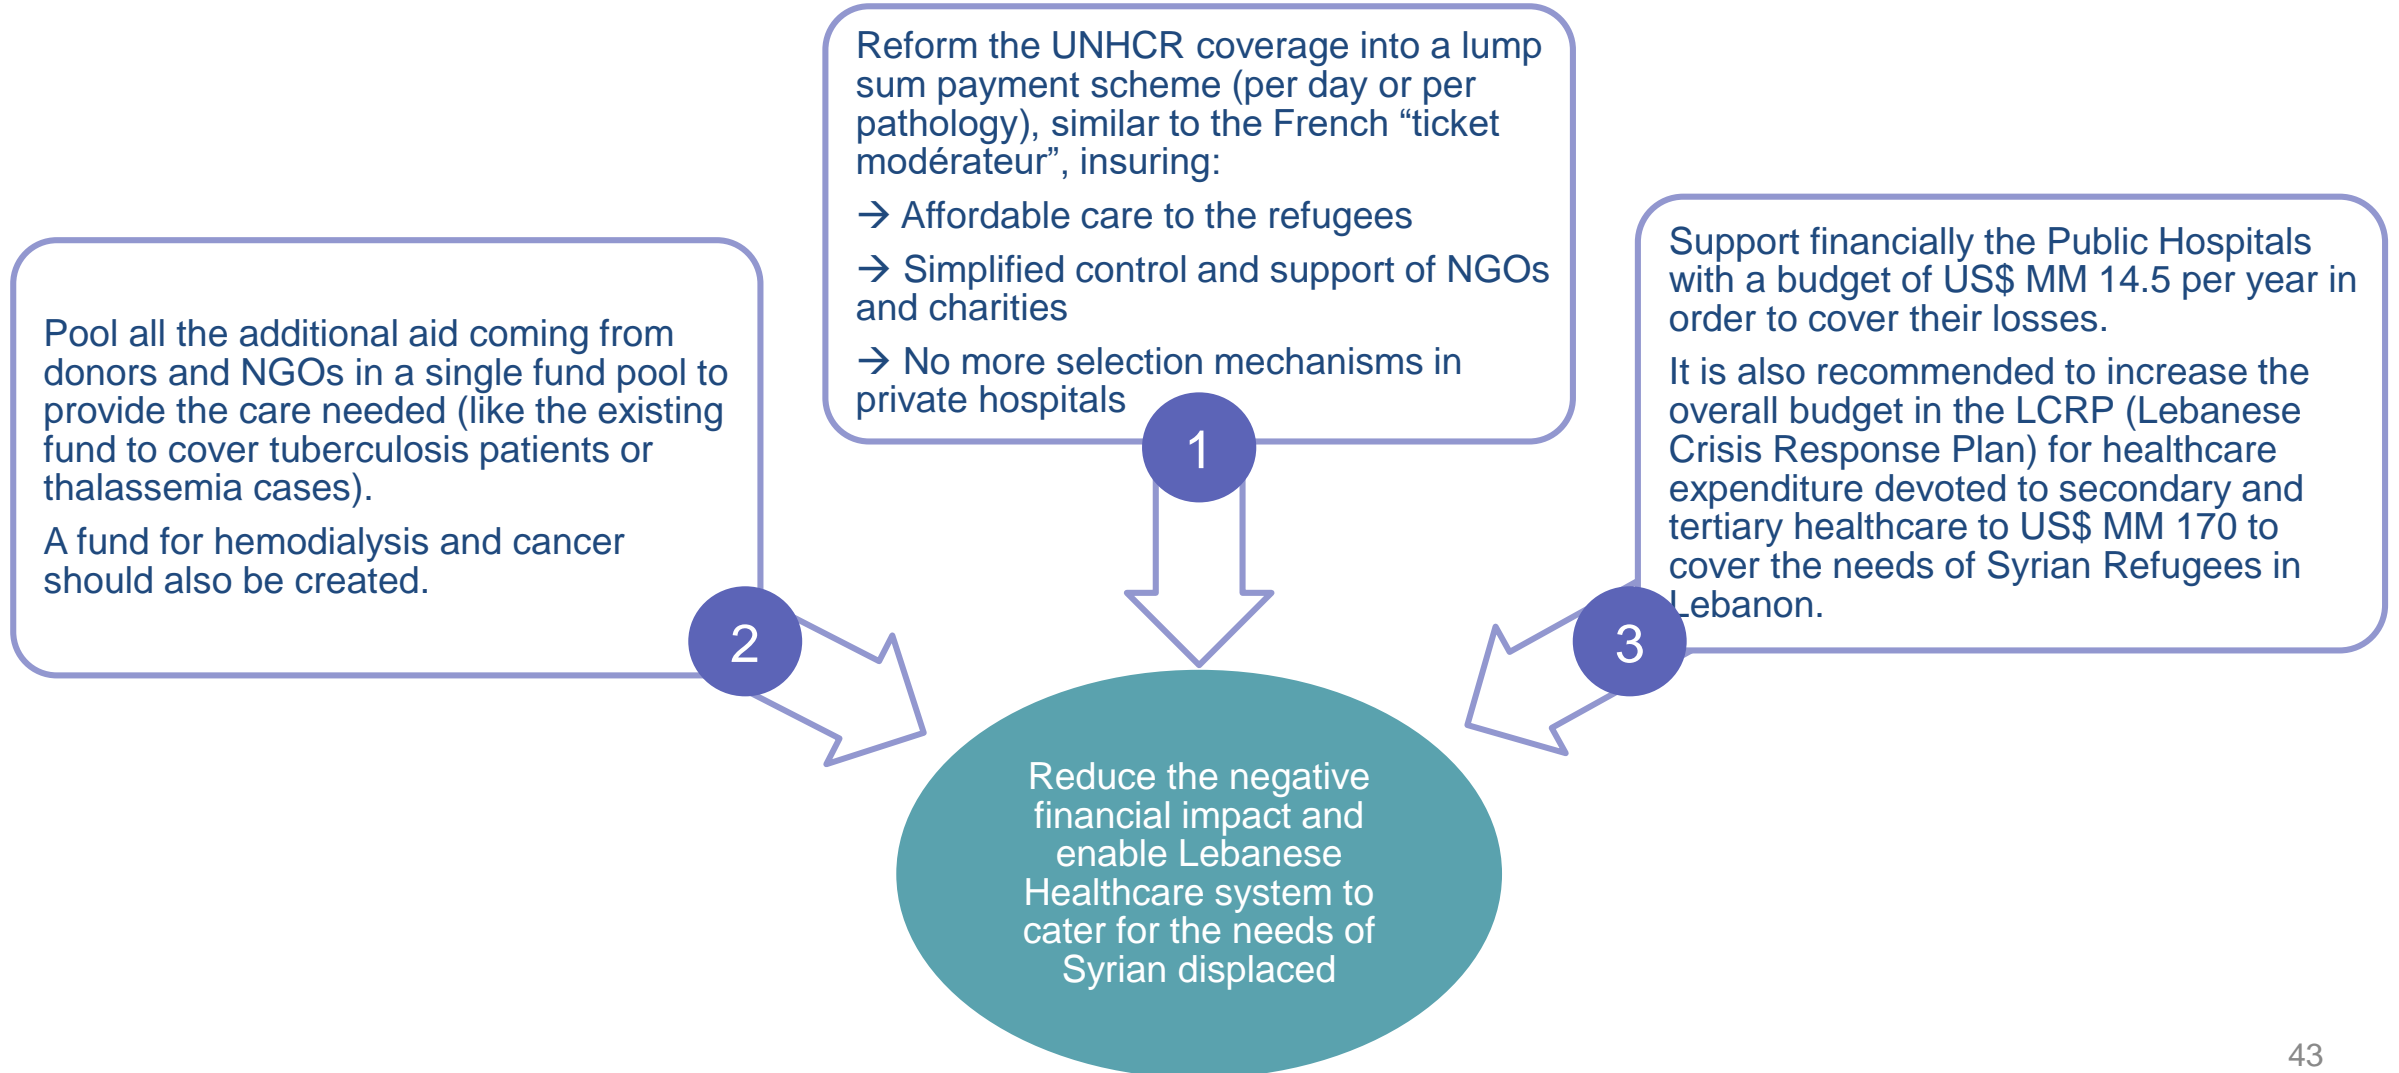 Reform the UNHCR coverage into a lump
sum payment scheme (per day or per
pathology), similar to the French “ticket
modérateur”, insuring:
→ Affordable care to the refugees
→ Simplified control and support of NGOs
and charities
→ No more selection mechanisms in
private hospitals
1
Pool all the additional aid coming from
donors and NGOs in a single fund pool to
provide the care needed (like the existing
fund to cover tuberculosis patients or
thalassemia cases).
A fund for hemodialysis and cancer
should also be created.
2
Support financially the Public Hospitals
with a budget of US$ MM 14.5 per year in
order to cover their losses.
It is also recommended to increase the
overall budget in the LCRP (Lebanese
Crisis Response Plan) for healthcare
expenditure devoted to secondary and
tertiary healthcare to US$ MM 170 to
cover the needs of Syrian Refugees in
Lebanon.
3
Reduce the negative
financial impact and
enable Lebanese
Healthcare system to
cater for the needs of
Syrian displaced
43